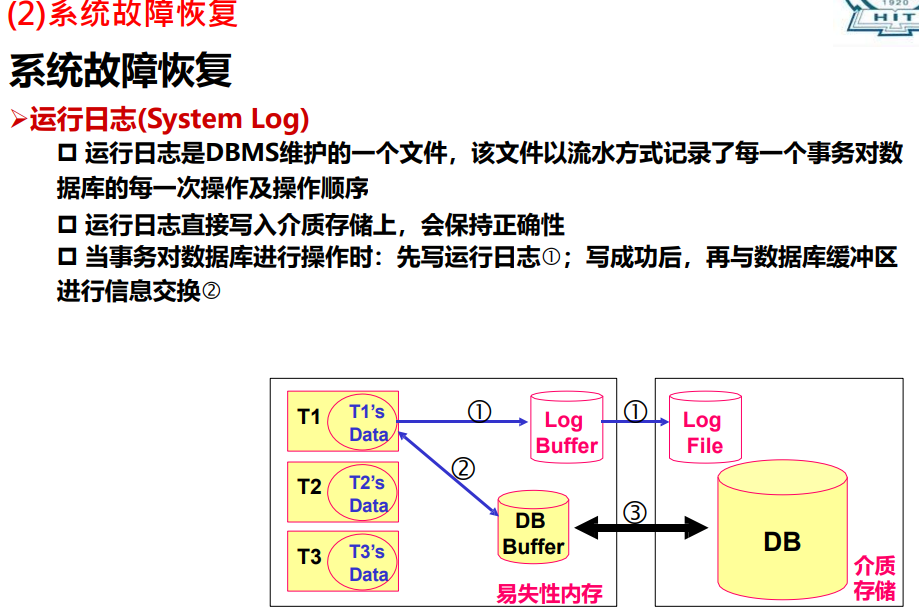 (2)系统故障恢复
1920
HIT
系统故障恢复
➢运行日志(System Log)
运行日志是DBMS维护的一个文件，该文件以流水方式记录了每一个事务对数
据库的每一次操作及操作顺序
运行日志直接写入介质存储上，会保持正确性
当事务对数据库进行操作时：先写运行日志①；写成功后，再与数据库缓冲区
进行信息交换②
T1
T1's
Data
①
Log
Buffer
①
Log
File
②
T2
T2's
Data
DB
Buffer
③
DB
T3
T3's
Data
易失性内存
介质
存储